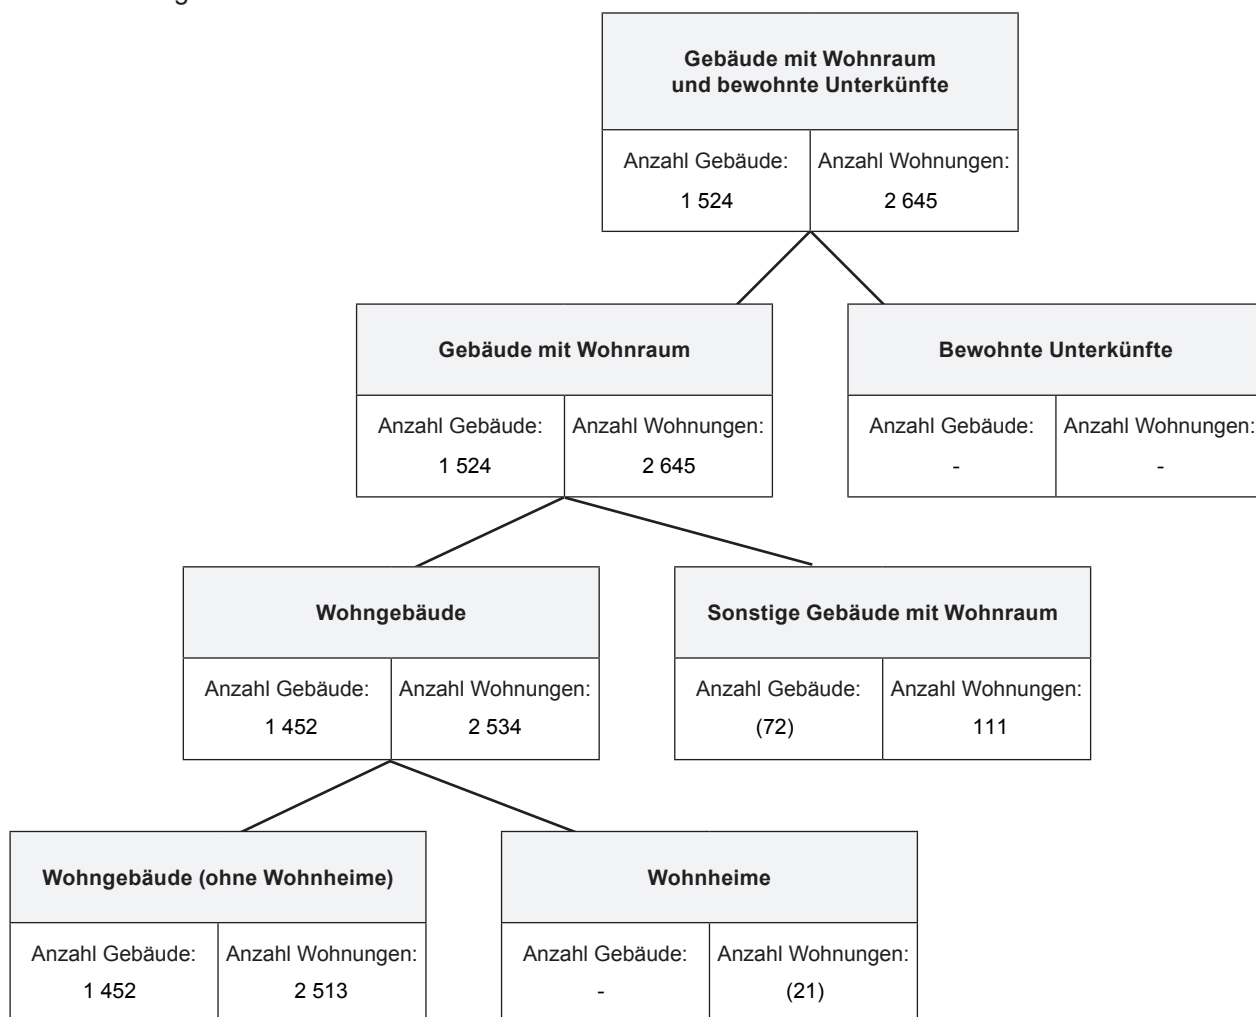 Gebäude mit Wohnraum
und bewohnte Unterkünfte
Anzahl Gebäude: Anzahl Wohnungen:
1 524 2 645
Gebäude mit Wohnraum
Anzahl Gebäude: Anzahl Wohnungen:
1 524 2 645
Bewohnte Unterkünfte
Anzahl Gebäude: Anzahl Wohnungen:
- -
Wohngebäude
Anzahl Gebäude: Anzahl Wohnungen:
1 452 2 534
Sonstige Gebäude mit Wohnraum
Anzahl Gebäude: Anzahl Wohnungen:
(72) 111
Wohngebäude (ohne Wohnheime)
Anzahl Gebäude: Anzahl Wohnungen:
1 452 2 513
Wohnheime
Anzahl Gebäude: Anzahl Wohnungen:
- (21)